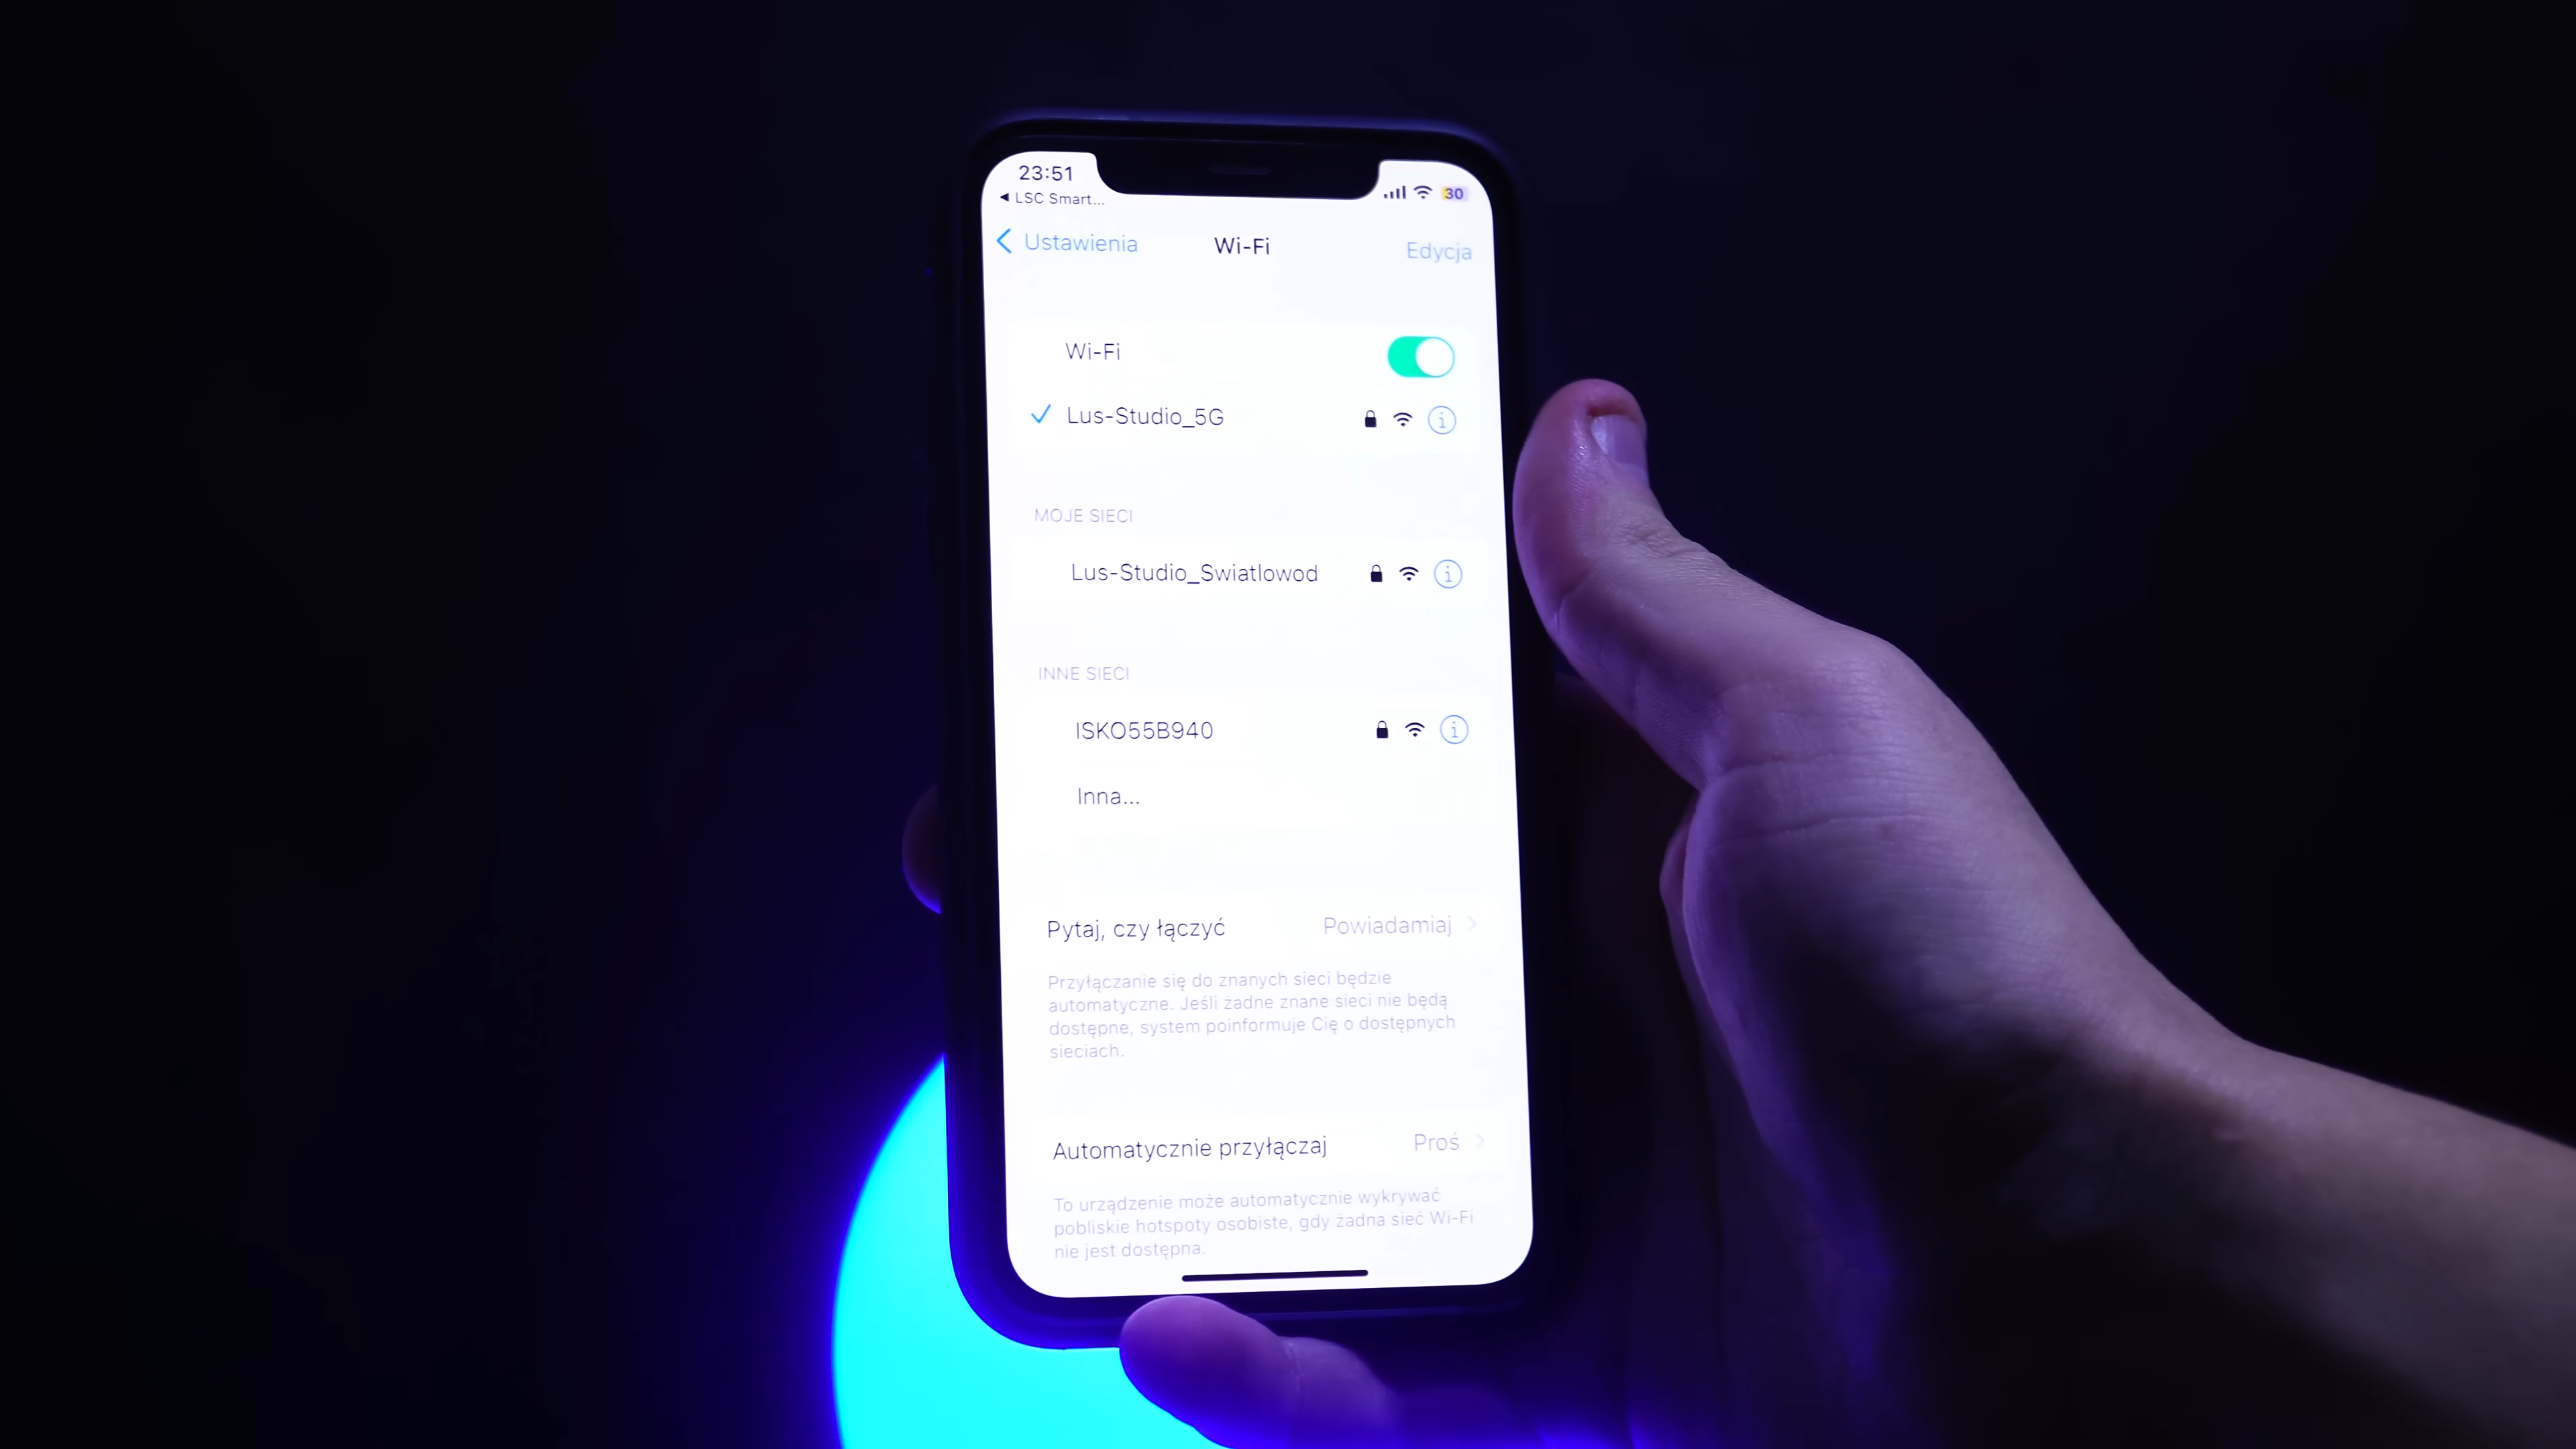 23:51
30
◀ LSC Smart...
Ustawienia
Wi-Fi
Edycja
Wi-Fi
Lus-Studio_5G
MOJE SIECI
Lus-Studio_Swiatlowod
INNE SIECI
ISKO55B940
Inna...
Pytaj, czy łączyć
Powiadamiaj
Przyłączanie się do znanych sieci będzie
automatyczne. Jeśli żadne znane sieci nie będą
dostępne, system poinformuje Cię o dostępnych
sieciach.
Automatycznie przyłączaj
Proś
To urządzenie może automatycznie wykrywać
pobliskie hotspoty osobiste, gdy żadna sieć Wi-Fi
nie jest dostępna.